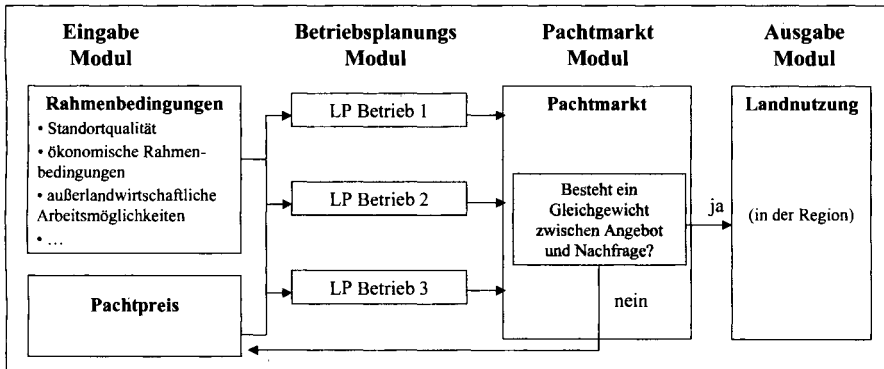 Eingabe
Modul
Betriebsplanungs
Modul
Pachtmarkt
Modul
Ausgabe
Modul
Rahmenbedingungen
• Standortqualität
• ökonomische Rahmen-
bedingungen
• außerlandwirtschaftliche
Arbeitsmöglichkeiten
• ...
Pachtpreis
LP Betrieb 1
LP Betrieb 2
LP Betrieb 3
Pachtmarkt
Besteht ein
Gleichgewicht
zwischen Angebot
und Nachfrage?
ja
nein
Landnutzung
(in der Region)